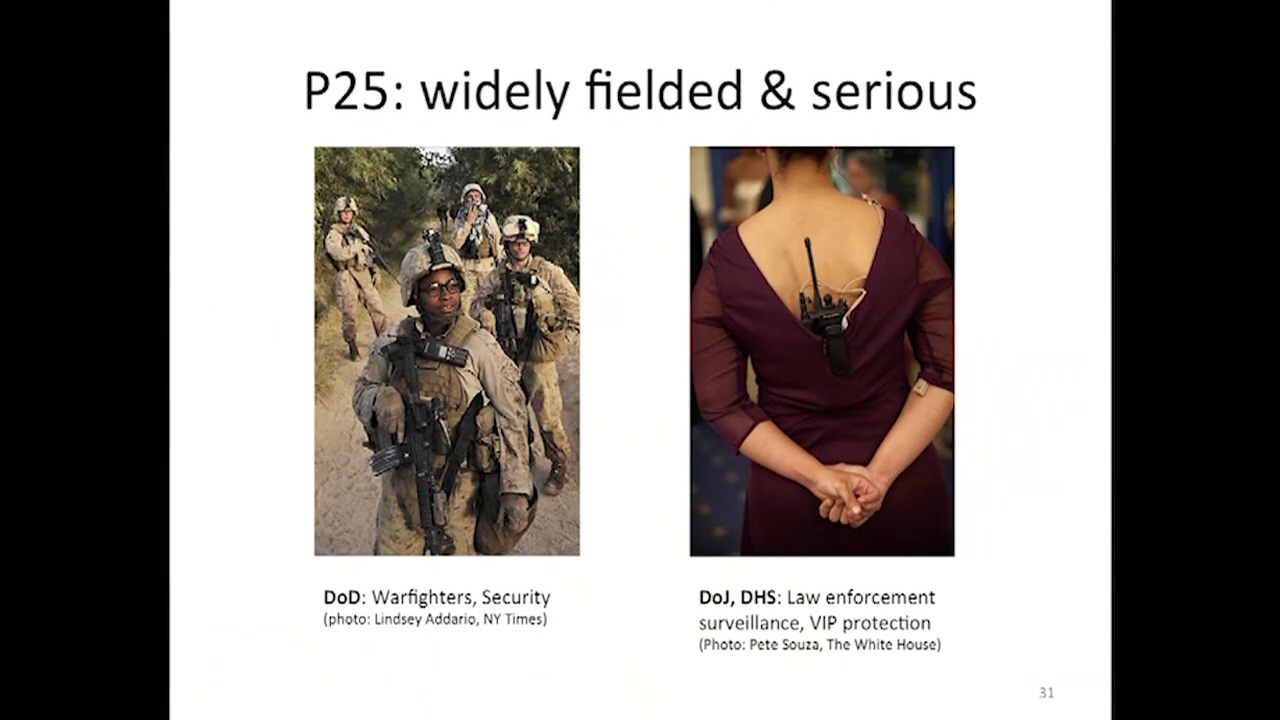 P25: widely fielded & serious
DoD: Warfighters, Security
(photo: Lindsey Addario, NY Times)
DoJ, DHS: Law enforcement
surveillance, VIP protection
(Photo: Pete Souza, The White House)
31